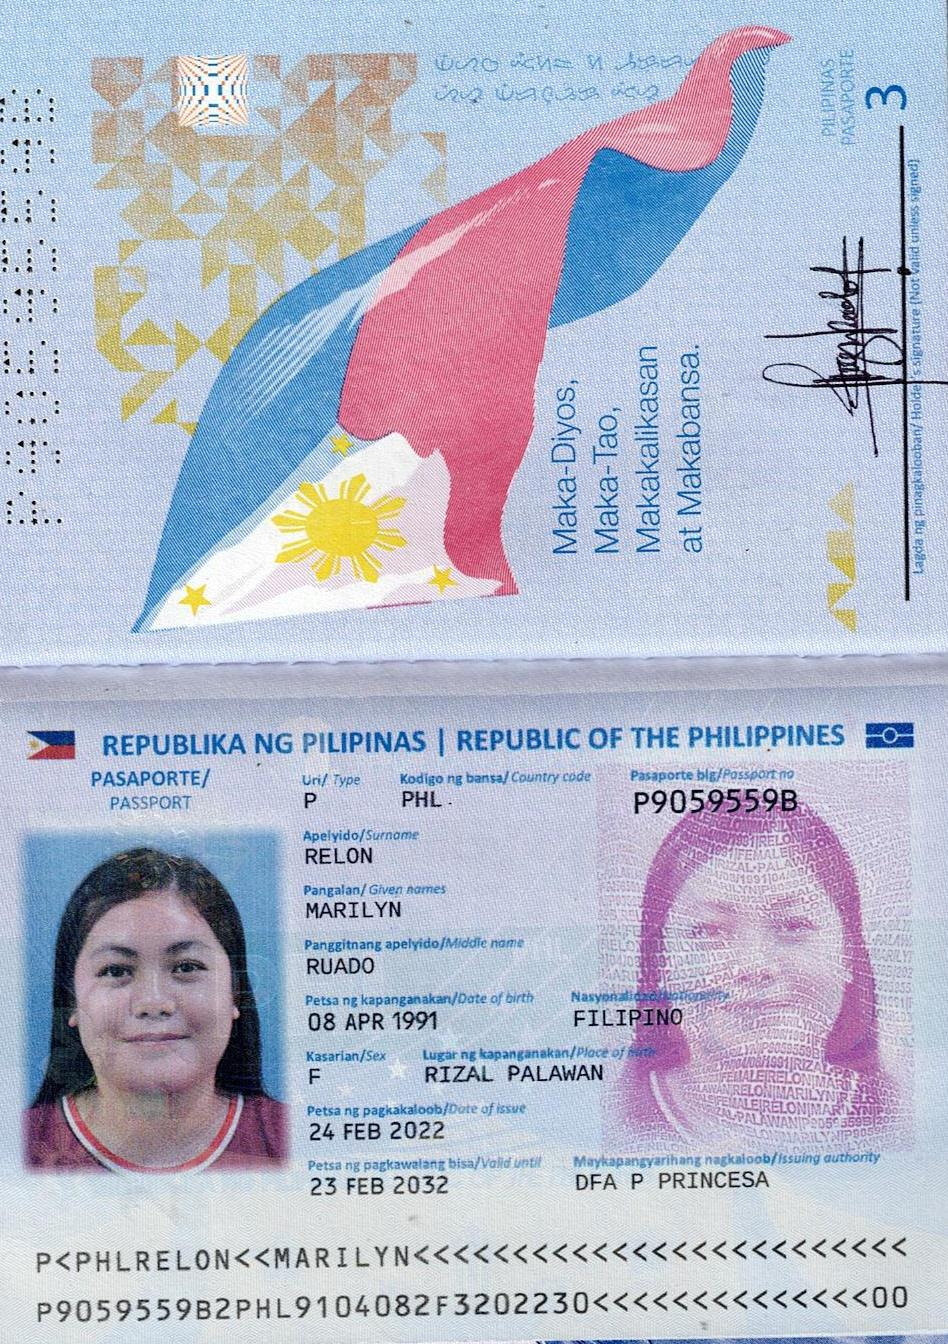 PILIPINAS
PASAPORTE
3
Maka-Diyos,
Maka-Tao,
Makakalikasan
at Makabansa.
Lagda ng pinagkalooban/ Holder's signature (Not valid unless signed)
REPUBLIKA NG PILIPINAS | REPUBLIC OF THE PHILIPPINES
PASAPORTE/
PASSPORT
Uri/ Type
Kodigo ng bansa/ Country code
Pasaporte blg/Passport no
P
PHL
P9059559B
Apelyido/Surname
RELON
Pangalan/ Given names
MARILYN
Panggitnang apelyido/Middle name
RUADO
Petsa ng kapanganakan/Date of birth
Nasyonalidad/Nationality
08 APR 1991
FILIPINO
Kasarian/Sex
Lugar ng kapanganakan/Place of birth
F
RIZAL PALAWAN
Petsa ng pagkakaloob/Date of issue
24 FEB 2022
Petsa ng pagkawalang bisa/Valid until
Maykapangyarihang nagkaloob/Issuing authority
23 FEB 2032
DFA P PRINCESA
P<PHLRELON<<MARILYN<<<<<<<<<<<<<<<<<<<<<<<<<
P9059559B2PHL9104082F3202230<<<<<<<<<<<<<<00